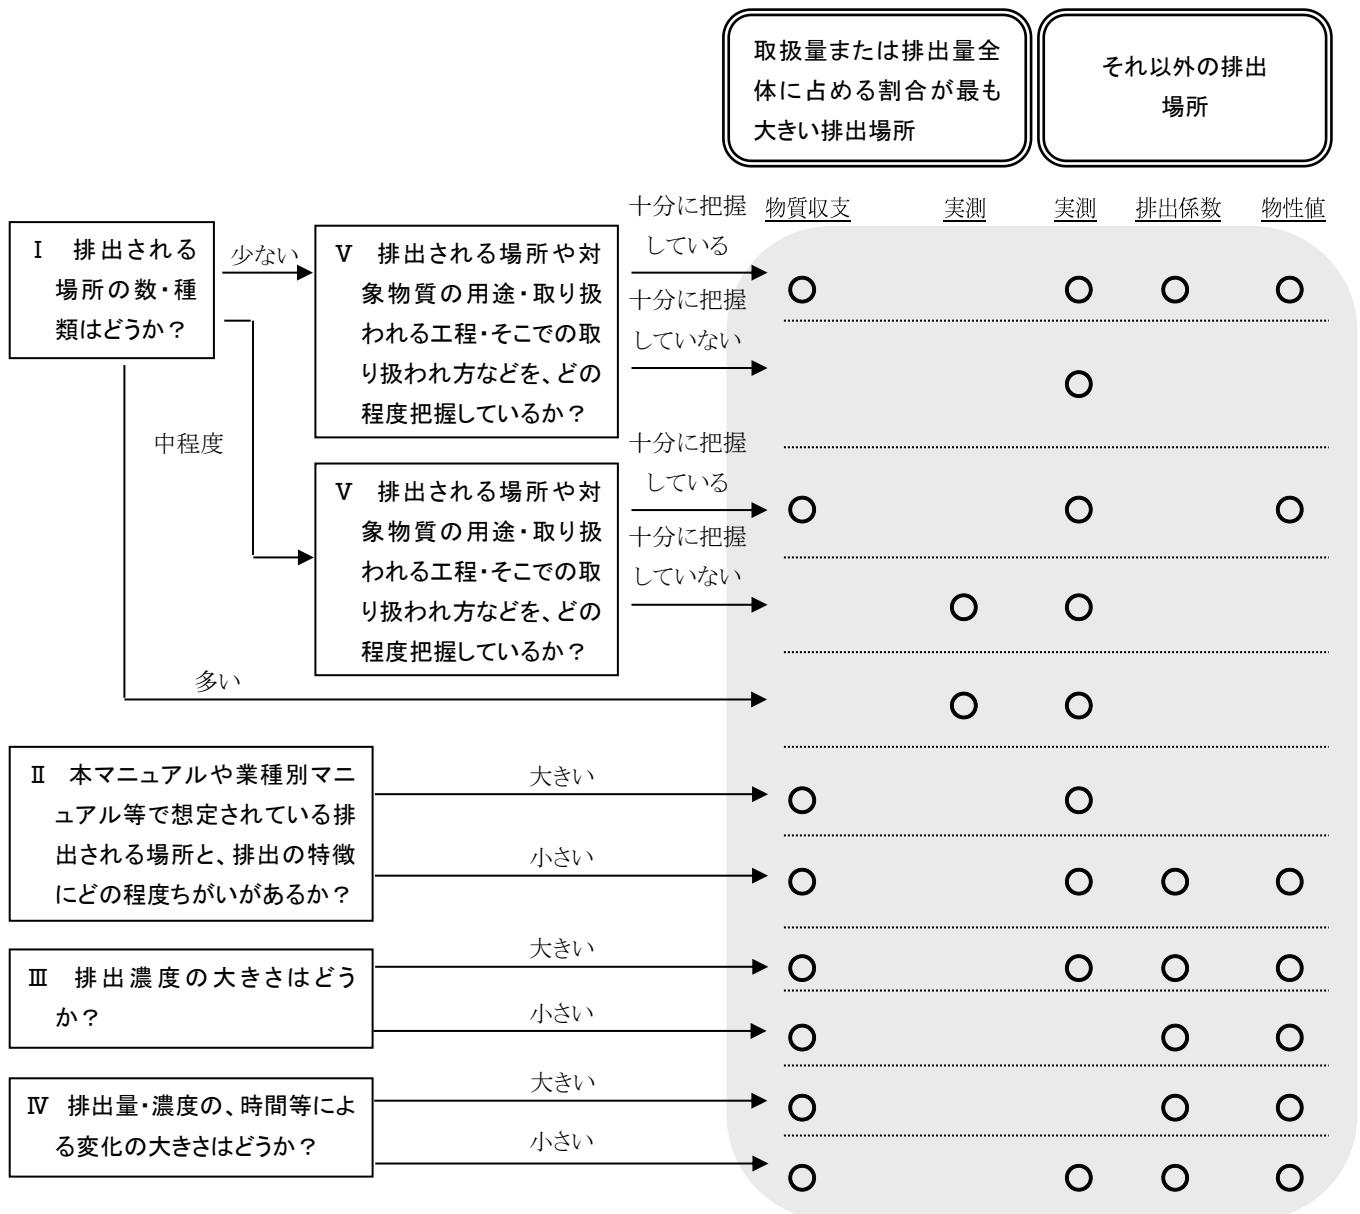 取扱量または排出量全
体に占める割合が最も
大きい排出場所
それ以外の排出
場所
物質収支
実測
実測
排出係数
物性値
Ⅰ 排出される
場所の数・種
類はどうか？
少ない
中程度
多い
Ⅴ 排出される場所や対
象物質の用途・取り扱
われる工程・そこでの取
り扱われ方などを、どの
程度把握しているか？
十分に把握
している
十分に把握
していない
○ ○ ○ ○
○
Ⅴ 排出される場所や対
象物質の用途・取り扱
われる工程・そこでの取
り扱われ方などを、どの
程度把握しているか？
十分に把握
している
十分に把握
していない
○ ○ ○
○ ○
○ ○
Ⅱ 本マニュアルや業種別マニ
ュアル等で想定されている排
出される場所と、排出の特徴
にどの程度ちがいがあるか？
大きい
○ ○
小さい
○ ○ ○ ○
Ⅲ 排出濃度の大きさはどう
か？
大きい
○ ○ ○ ○
小さい
○ ○ ○
Ⅳ 排出量・濃度の、時間等によ
る変化の大きさはどうか？
大きい
○ ○ ○
小さい
○ ○ ○ ○